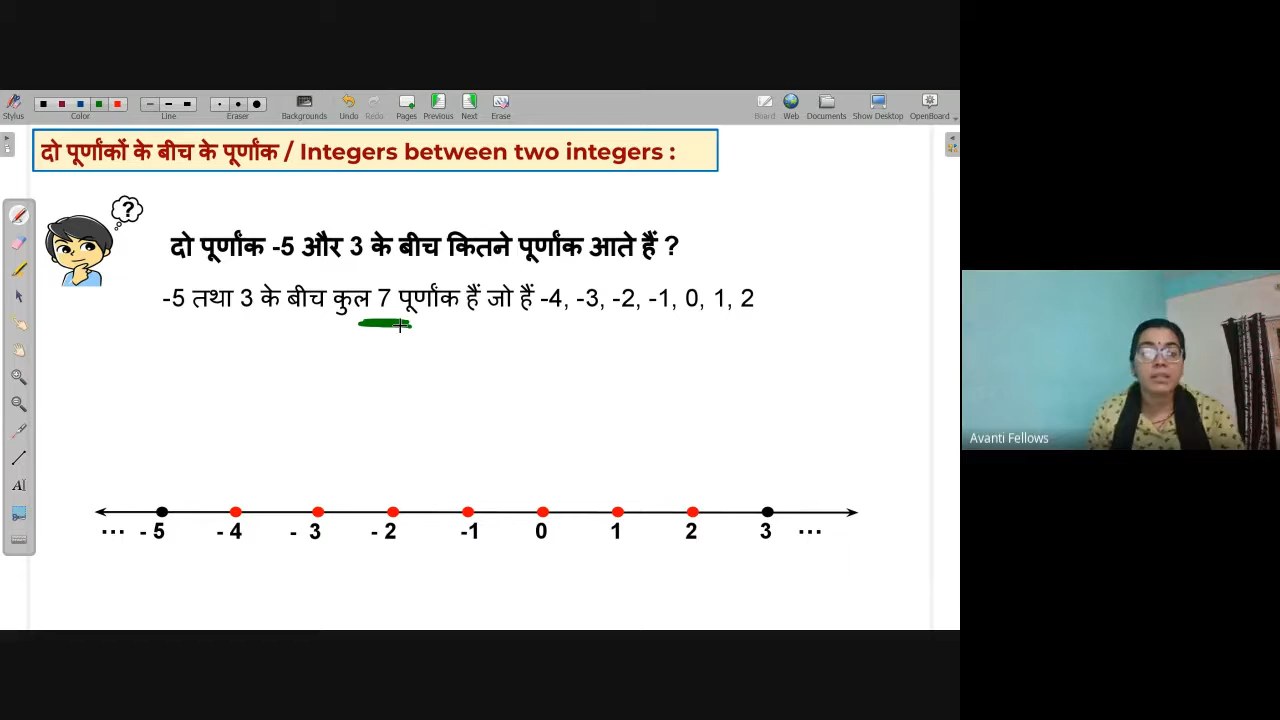 Stylus
Color
Line
Eraser
Backgrounds
Undo
Redo
Pages
Previous
Next
Erase
Board
Web
Documents
Show Desktop
OpenBoard
दो पूर्णांकों के बीच के पूर्णांक / Integers between two integers :
?
दो पूर्णांक -5 और 3 के बीच कितने पूर्णांक आते हैं ?
-5 तथा 3 के बीच कुल 7 पूर्णांक हैं जो हैं -4, -3, -2, -1, 0, 1, 2
Avanti Fellows
... - 5 - 4 - 3 - 2 -1 0 1 2 3 ...